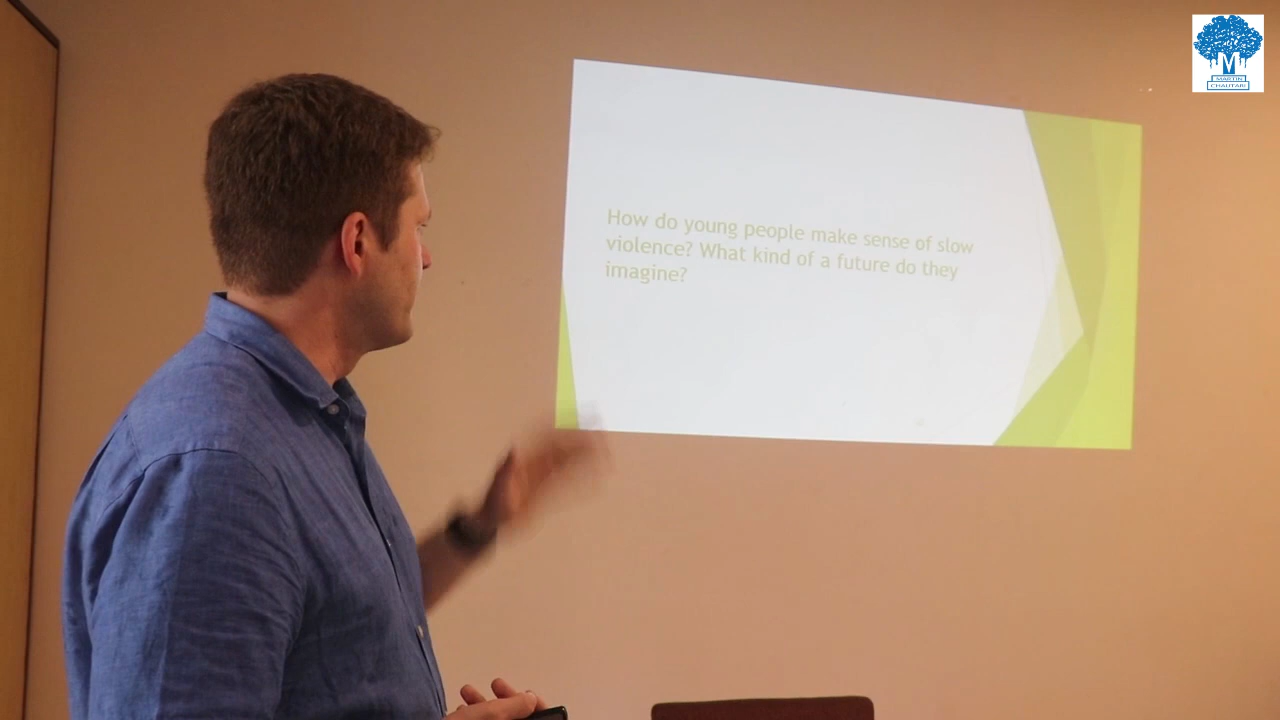 How do young people make sense of slow
violence? What kind of a future do they
imagine?
M
MARTIN
CHAUTARI